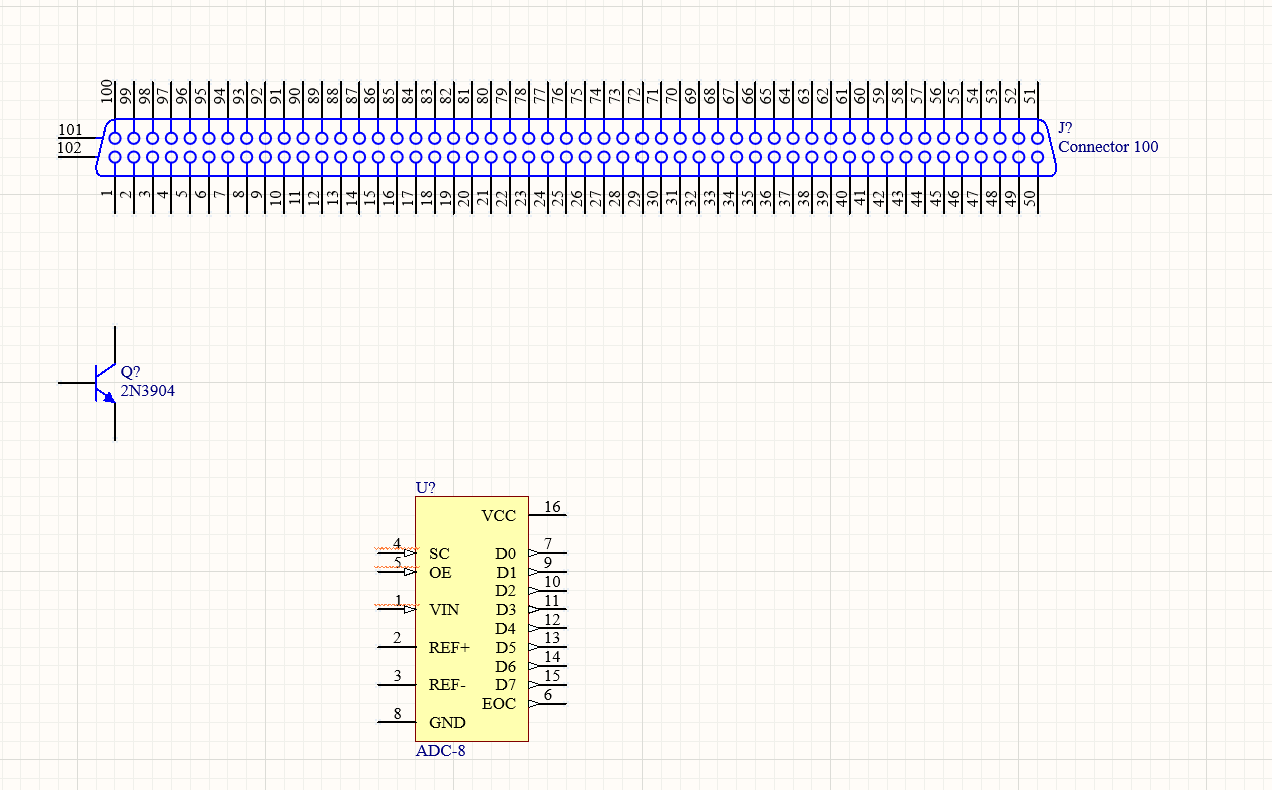 100 99 98 97 96 95 94 93 92 91 90 89 88 87 86 85 84 83 82 81 80 79 78 77 76 75 74 73 72 71 70 69 68 67 66 65 64 63 62 61 60 59 58 57 56 55 54 53 52 51
101
102
J?
Connector 100
1 2 3 4 5 6 7 8 9 10 11 12 13 14 15 16 17 18 19 20 21 22 23 24 25 26 27 28 29 30 31 32 33 34 35 36 37 38 39 40 41 42 43 44 45 46 47 48 49 50
Q?
2N3904
U?
VCC 16
4 SC D0 7
5 OE D1 9
D2 10
1 VIN D3 11
D4 12
2 REF+ D5 13
D6 14
3 REF- D7 15
EOC 6
8 GND
ADC-8